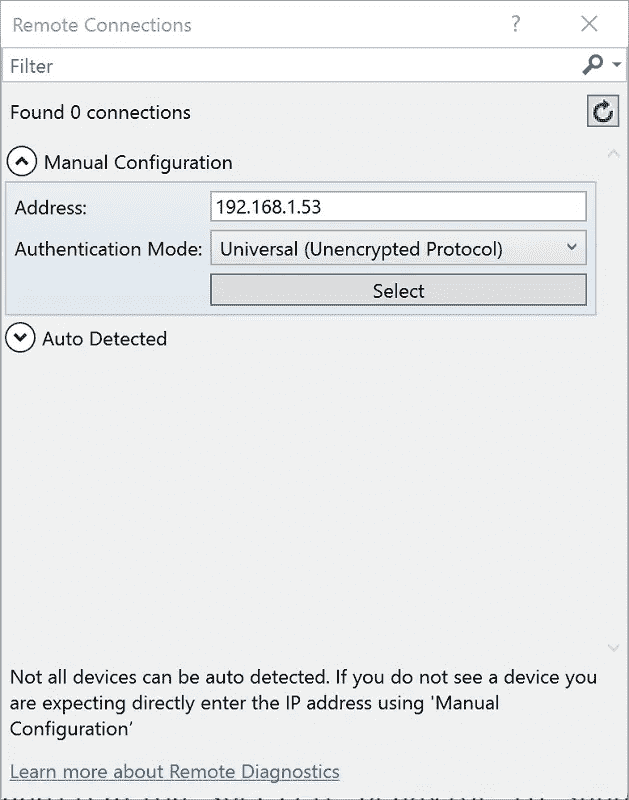 Remote Connections ?
Filter
Found 0 connections
Manual Configuration
Address: 192.168.1.53
Authentication Mode: Universal (Unencrypted Protocol)
Select
Auto Detected
Not all devices can be auto detected. If you do not see a device you
are expecting directly enter the IP address using 'Manual
Configuration’
Learn more about Remote Diagnostics